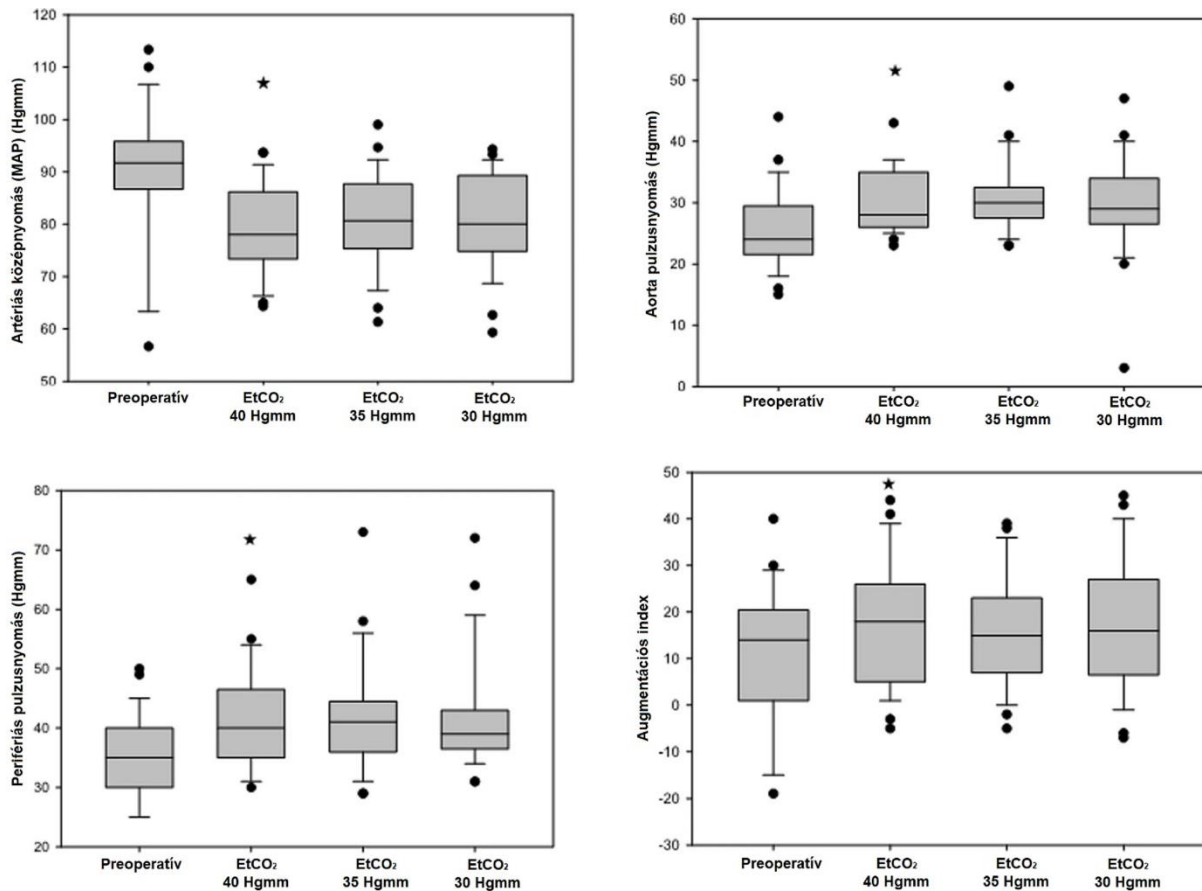 Artériás középnyomás (MAP) (Hgmm)
120
110
100
90
80
70
60
50
Preoperatív
EtCO₂
40 Hgmm
EtCO₂
35 Hgmm
EtCO₂
30 Hgmm
Aorta pulzusnyomás (Hgmm)
60
50
40
30
20
10
0
Preoperatív
EtCO₂
40 Hgmm
EtCO₂
35 Hgmm
EtCO₂
30 Hgmm
Perifériás pulzusnyomás (Hgmm)
80
70
60
50
40
30
20
Preoperatív
EtCO₂
40 Hgmm
EtCO₂
35 Hgmm
EtCO₂
30 Hgmm
Augmentációs index
50
40
30
20
10
0
-10
-20
-30
Preoperatív
EtCO₂
40 Hgmm
EtCO₂
35 Hgmm
EtCO₂
30 Hgmm